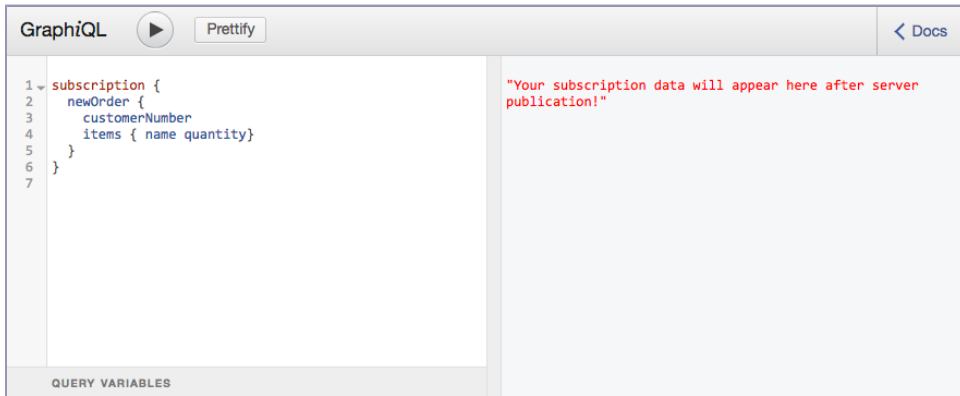 GraphiQL Prettify < Docs
1 subscription {
2 newOrder {
3 customerNumber
4 items { name quantity}
5 }
6 }
7
"Your subscription data will appear here after server
publication!"
QUERY VARIABLES